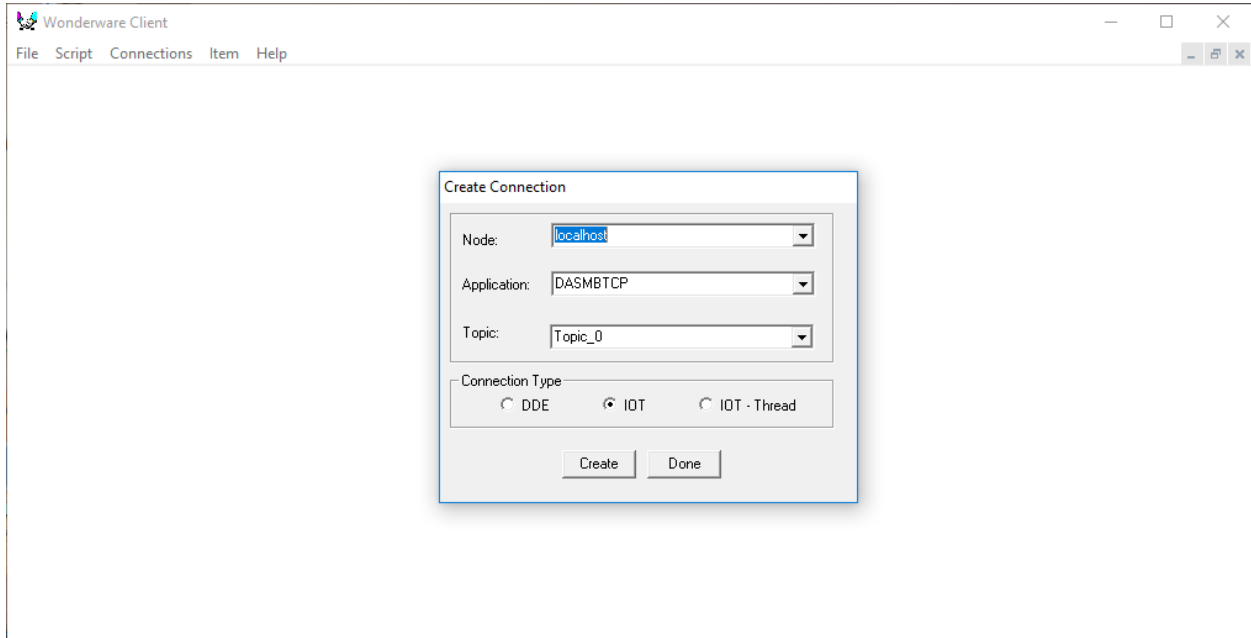 Wonderware Client
File Script Connections Item Help
Create Connection
Node: localhost
Application: DASMBTCP
Topic: Topic_0
Connection Type
DDE IOT IOT - Thread
Create Done